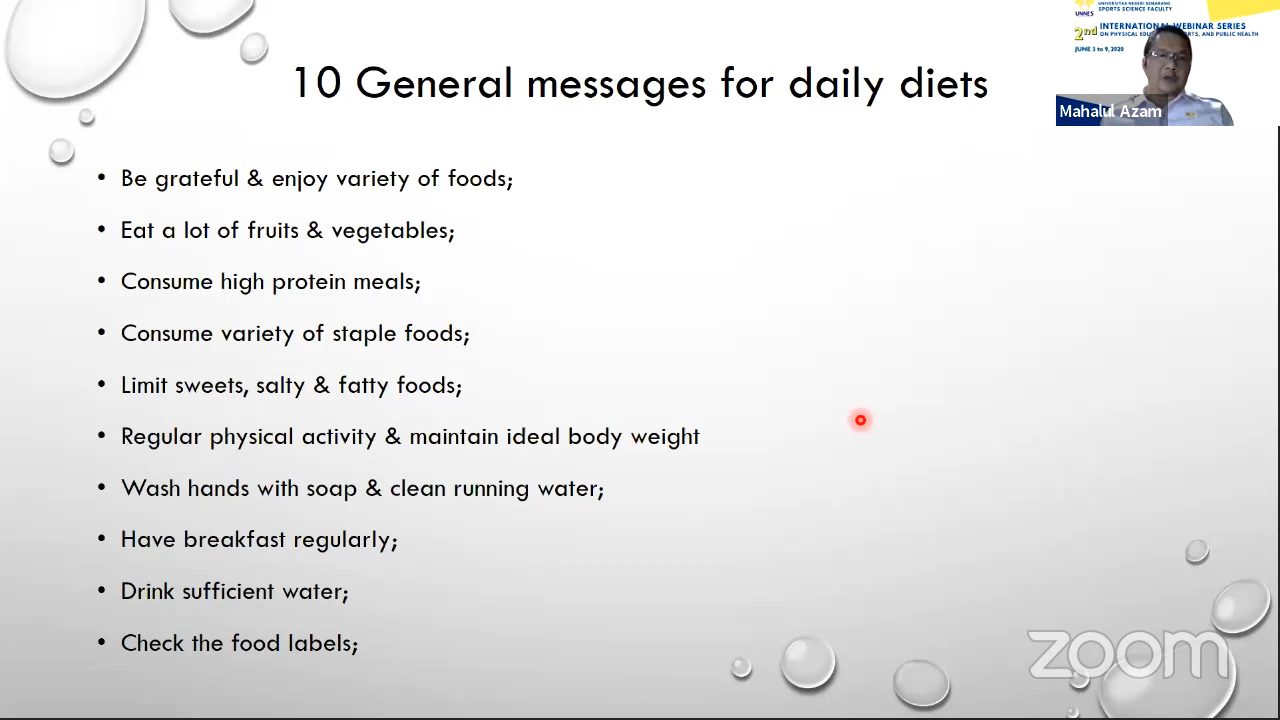 UNIVERSITAS NEGERI SEMARANG
SPORTS SCIENCE FACULTY
UNNES
2nd INTERNATIONAL WEBINAR SERIES
ON PHYSICAL PORTS, AND PUBLIC HEALTH
JUNE 3 to 9, 2020
Mahalul Azam
10 General messages for daily diets
• Be grateful & enjoy variety of foods;
• Eat a lot of fruits & vegetables;
• Consume high protein meals;
• Consume variety of staple foods;
• Limit sweets, salty & fatty foods;
• Regular physical activity & maintain ideal body weight
• Wash hands with soap & clean running water;
• Have breakfast regularly;
• Drink sufficient water;
• Check the food labels;
zoom